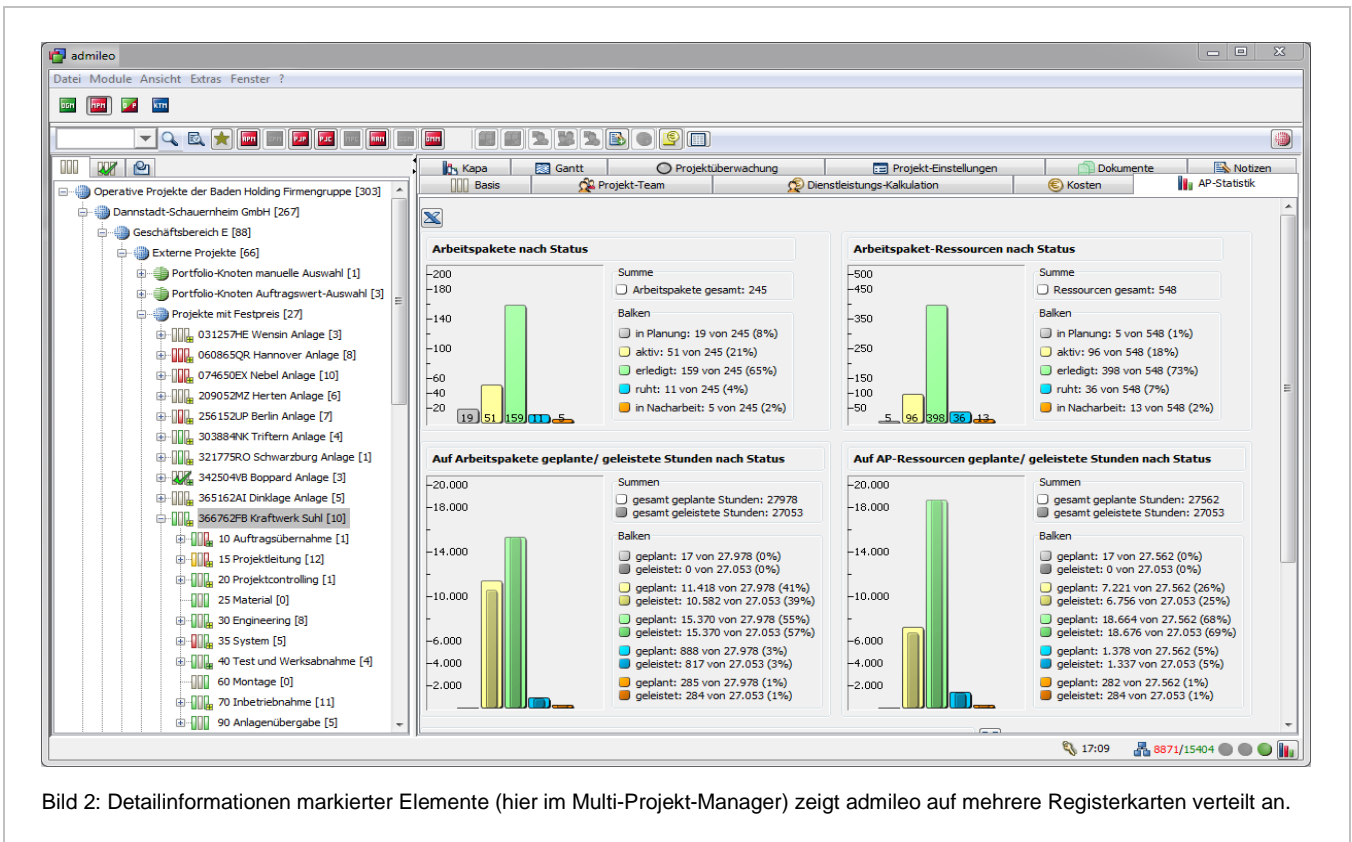 admileo
Datei Module Ansicht Extras Fenster ?
OGM MPM KTM
Kapa Gantt Projektüberwachung Projekt-Einstellungen Dokumente Notizen
Basis Projekt-Team Dienstleistungs-Kalkulation Kosten AP-Statistik
Operative Projekte der Baden Holding Firmengruppe [303]
Dannstadt-Schauernheim GmbH [267]
Geschäftsbereich E [88]
Externe Projekte [66]
Portfolio-Knoten manuelle Auswahl [1]
Portfolio-Knoten Auftragswert-Auswahl [3]
Projekte mit Festpreis [27]
031257HE Wensin Anlage [3]
060865QR Hannover Anlage [8]
074650EX Nebel Anlage [10]
209052MZ Herten Anlage [6]
256152UP Berlin Anlage [7]
303884NK Triftern Anlage [4]
321775RO Schwarzburg Anlage [1]
342504VB Boppard Anlage [3]
365162AI Dinklage Anlage [5]
366762FB Kraftwerk Suhl [10]
10 Auftragsübernahme [1]
15 Projektleitung [12]
20 Projektcontrolling [1]
25 Material [0]
30 Engineering [8]
35 System [5]
40 Test und Werksabnahme [4]
60 Montage [0]
70 Inbetriebnahme [11]
90 Anlagenübergabe [5]
Arbeitspakete nach Status
200
180
140
100
60
40
20
19 51 159 11 5
Summe
Arbeitspakete gesamt: 245
Balken
in Planung: 19 von 245 (8%)
aktiv: 51 von 245 (21%)
erledigt: 159 von 245 (65%)
ruht: 11 von 245 (4%)
in Nacharbeit: 5 von 245 (2%)
Arbeitspaket-Ressourcen nach Status
500
450
350
250
150
100
50
5 96 398 36 13
Summe
Ressourcen gesamt: 548
Balken
in Planung: 5 von 548 (1%)
aktiv: 96 von 548 (18%)
erledigt: 398 von 548 (73%)
ruht: 36 von 548 (7%)
in Nacharbeit: 13 von 548 (2%)
Auf Arbeitspakete geplante/ geleistete Stunden nach Status
20.000
18.000
14.000
10.000
6.000
4.000
2.000
Summen
gesamt geplante Stunden: 27978
gesamt geleistete Stunden: 27053
Balken
geplant: 17 von 27.978 (0%)
geleistet: 0 von 27.053 (0%)
geplant: 11.418 von 27.978 (41%)
geleistet: 10.582 von 27.053 (39%)
geplant: 15.370 von 27.978 (55%)
geleistet: 15.370 von 27.053 (57%)
geplant: 888 von 27.978 (3%)
geleistet: 817 von 27.053 (3%)
geplant: 285 von 27.978 (1%)
geleistet: 284 von 27.053 (1%)
Auf AP-Ressourcen geplante/ geleistete Stunden nach Status
20.000
18.000
14.000
10.000
6.000
4.000
2.000
Summen
gesamt geplante Stunden: 27562
gesamt geleistete Stunden: 27053
Balken
geplant: 17 von 27.562 (0%)
geleistet: 0 von 27.053 (0%)
geplant: 7.221 von 27.562 (26%)
geleistet: 6.756 von 27.053 (25%)
geplant: 18.664 von 27.562 (68%)
geleistet: 18.676 von 27.053 (69%)
geplant: 1.378 von 27.562 (5%)
geleistet: 1.337 von 27.053 (5%)
geplant: 282 von 27.562 (1%)
geleistet: 284 von 27.053 (1%)
17:09 8871/15404
Bild 2: Detailinformationen markierter Elemente (hier im Multi-Projekt-Manager) zeigt admileo auf mehrere Registerkarten verteilt an.